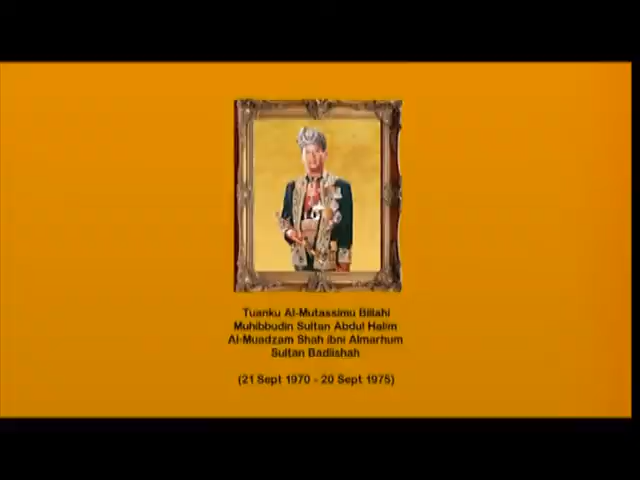 Tuanku Al-Mutassimu Billahi
Muhibbudin Sultan Abdul Halim
Al-Muadzam Shah ibni Almarhum
Sultan Badlishah
(21 Sept 1970 - 20 Sept 1975)